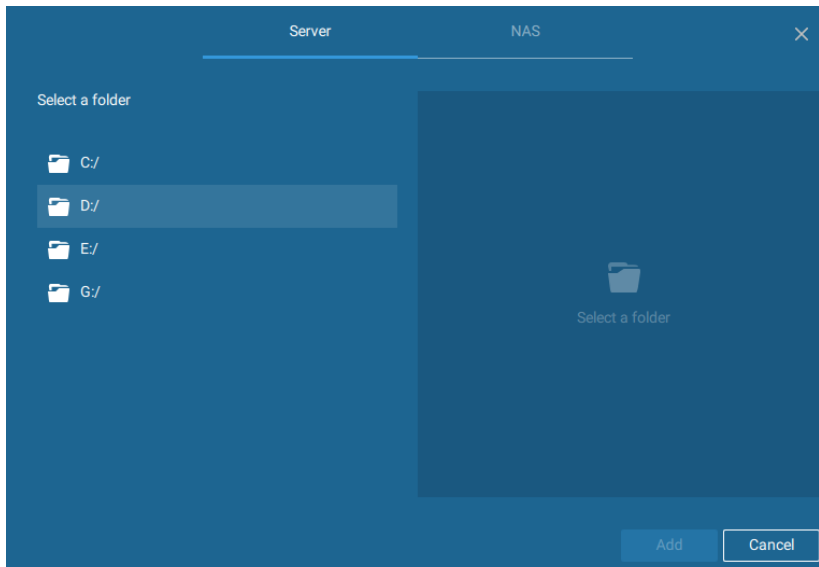 Server
NAS
Select a folder
C:/
D:/
E:/
G:/
Select a folder
Add
Cancel